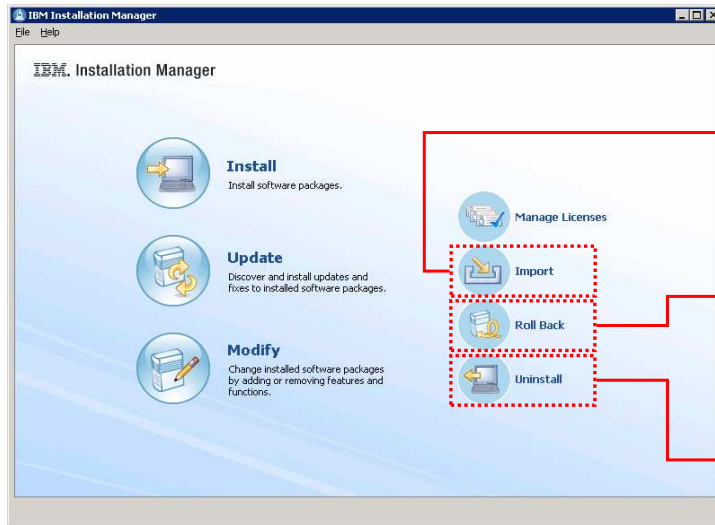 IBM Installation Manager
File Help
IBM. Installation Manager
Install
Install software packages.
Update
Discover and install updates and
fixes to installed software packages.
Modify
Change installed software packages
by adding or removing features and
functions.
Manage Licenses
Import
Roll Back
Uninstall